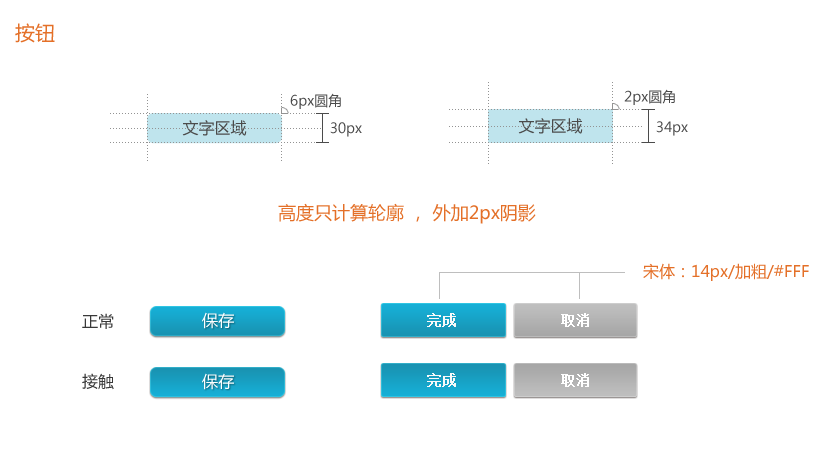 按钮
6px圆角
文字区域
30px
2px圆角
文字区域
34px
高度只计算轮廓 ，外加2px阴影
宋体：14px/加粗/#FFF
正常
保存
完成
取消
接触
保存
完成
取消